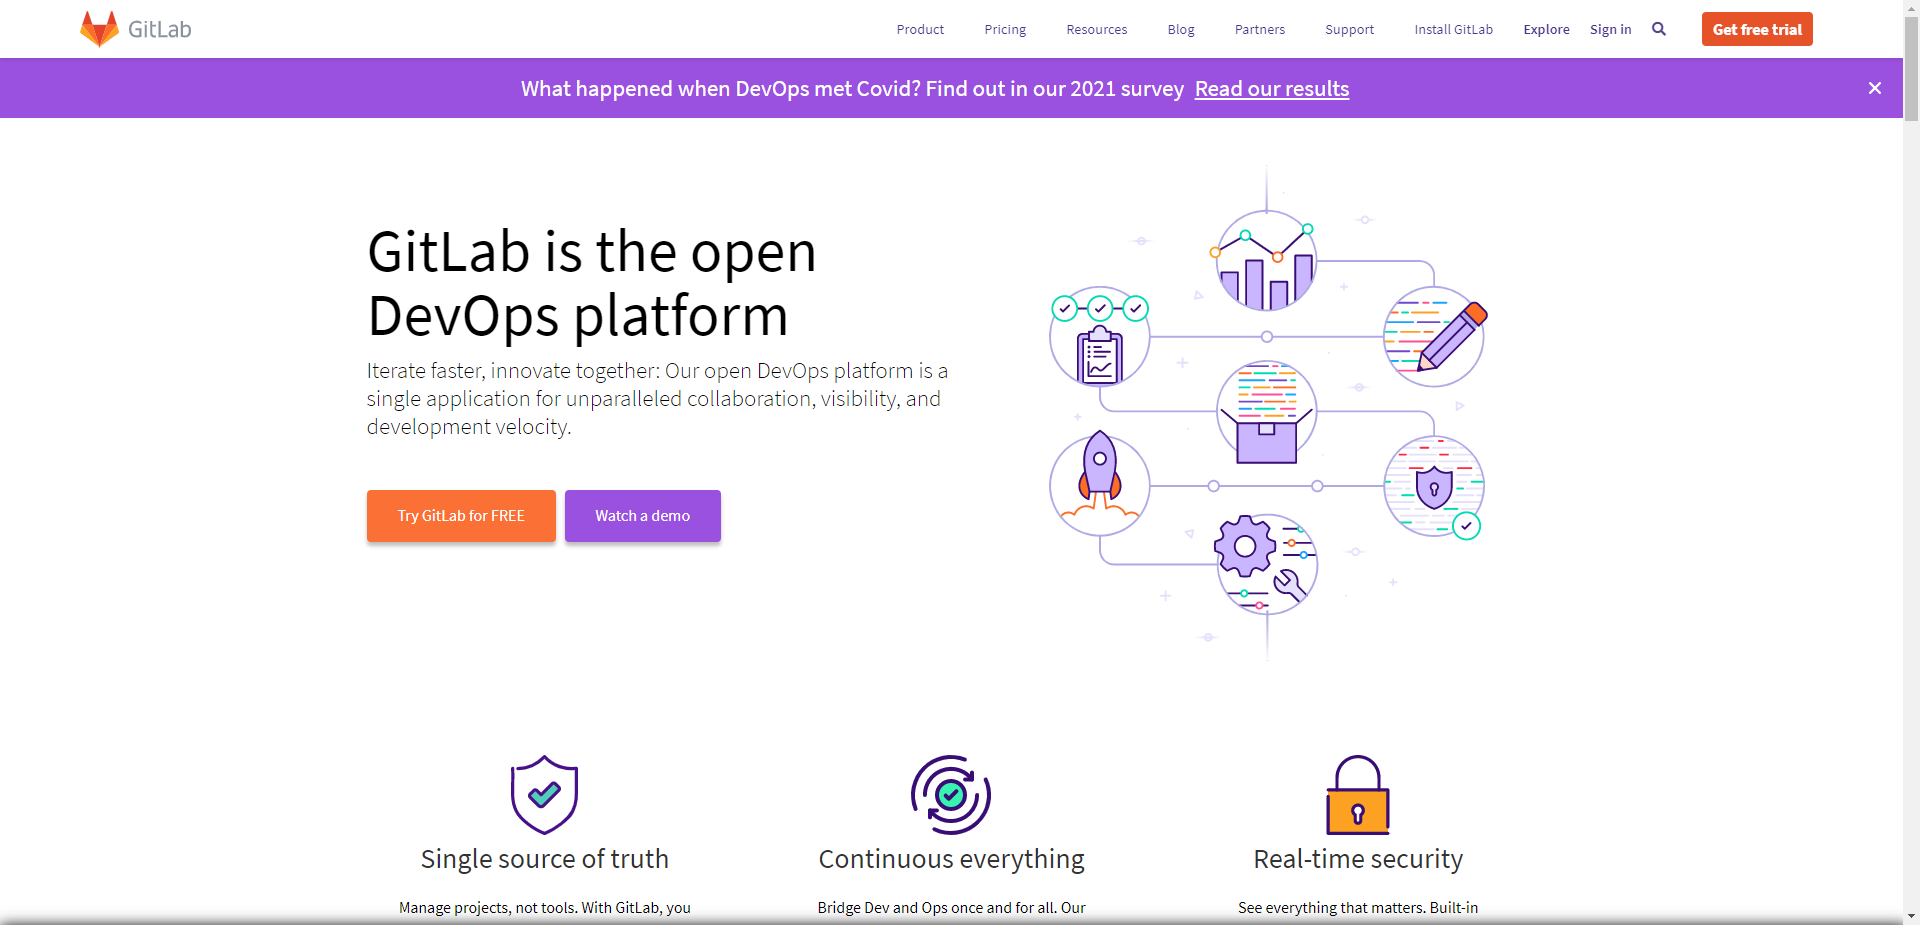 GitLab
Product Pricing Resources Blog Partners Support Install GitLab Explore Sign in Get free trial
What happened when DevOps met Covid? Find out in our 2021 survey Read our results
GitLab is the open
DevOps platform
Iterate faster, innovate together: Our open DevOps platform is a
single application for unparalleled collaboration, visibility, and
development velocity.
Try GitLab for FREE Watch a demo
Single source of truth
Manage projects, not tools. With GitLab, you
Continuous everything
Bridge Dev and Ops once and for all. Our
Real-time security
See everything that matters. Built-in